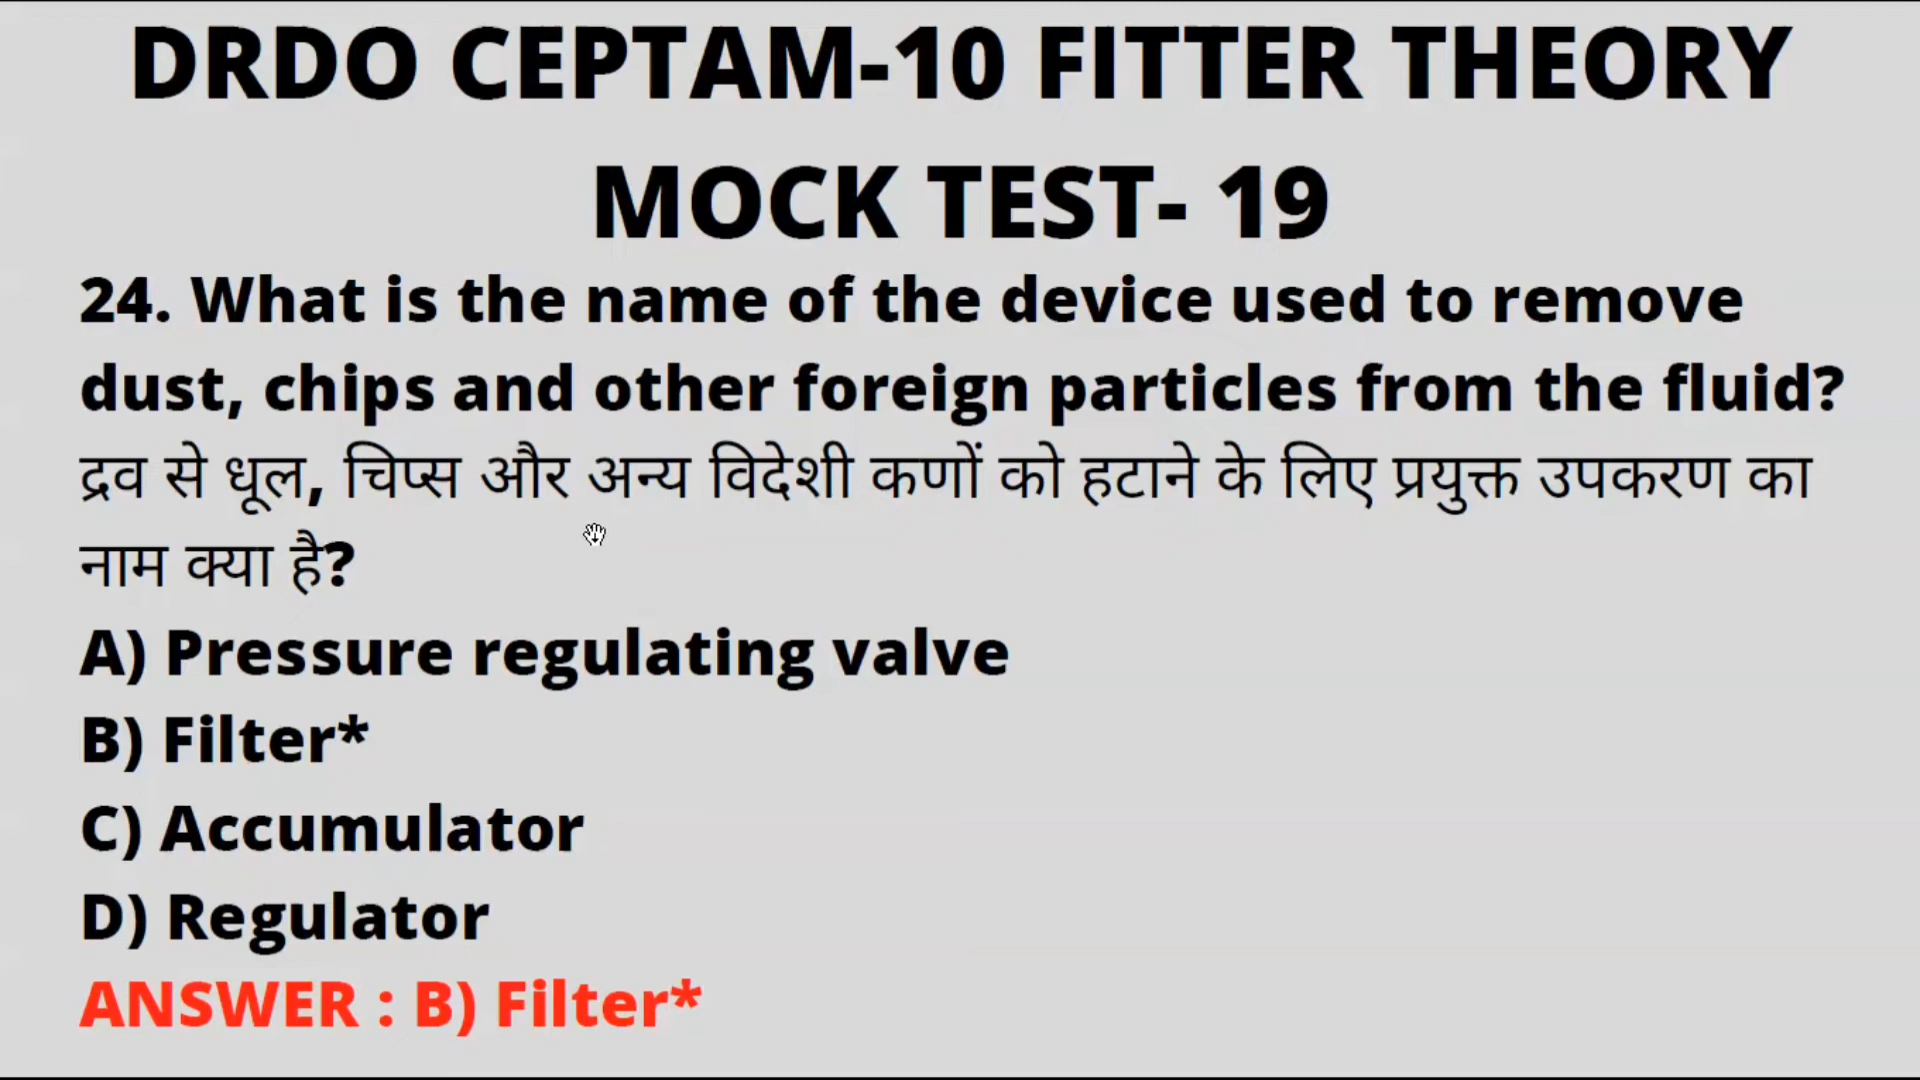 DRDO CEPTAM-10 FITTER THEORY
MOCK TEST- 19
24. What is the name of the device used to remove
dust, chips and other foreign particles from the fluid?
द्रव से धूल, चिप्स और अन्य विदेशी कणों को हटाने के लिए प्रयुक्त उपकरण का
नाम क्या है?
A) Pressure regulating valve
B) Filter*
C) Accumulator
D) Regulator
ANSWER : B) Filter*